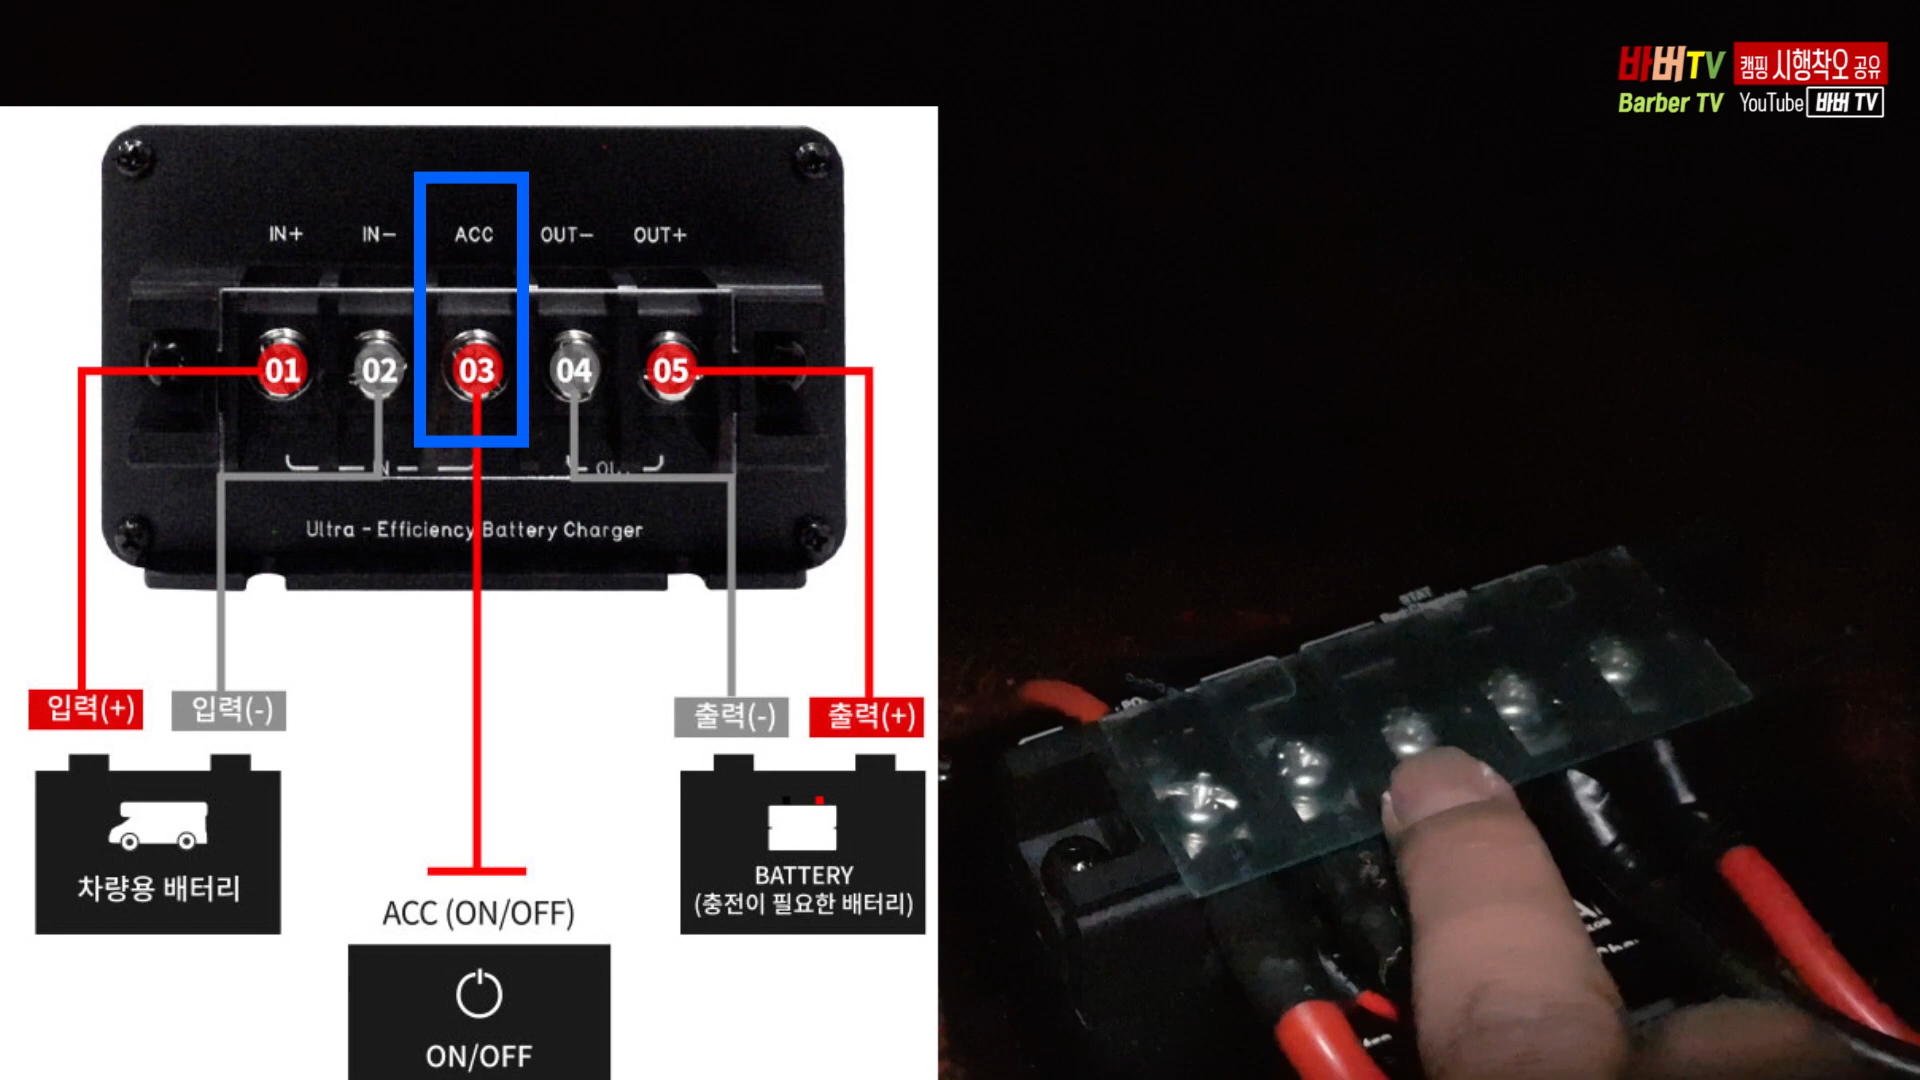 바버TV 캠핑 시행착오 공유
Barber TV YouTube 바버 TV
IN+ IN- ACC OUT- OUT+
01 02 03 04 05
Ultra - Efficiency Battery Charger
입력(+) 입력(-) 출력(-) 출력(+)
차량용 배터리
BATTERY
(충전이 필요한 배터리)
ACC (ON/OFF)
ON/OFF
STAT